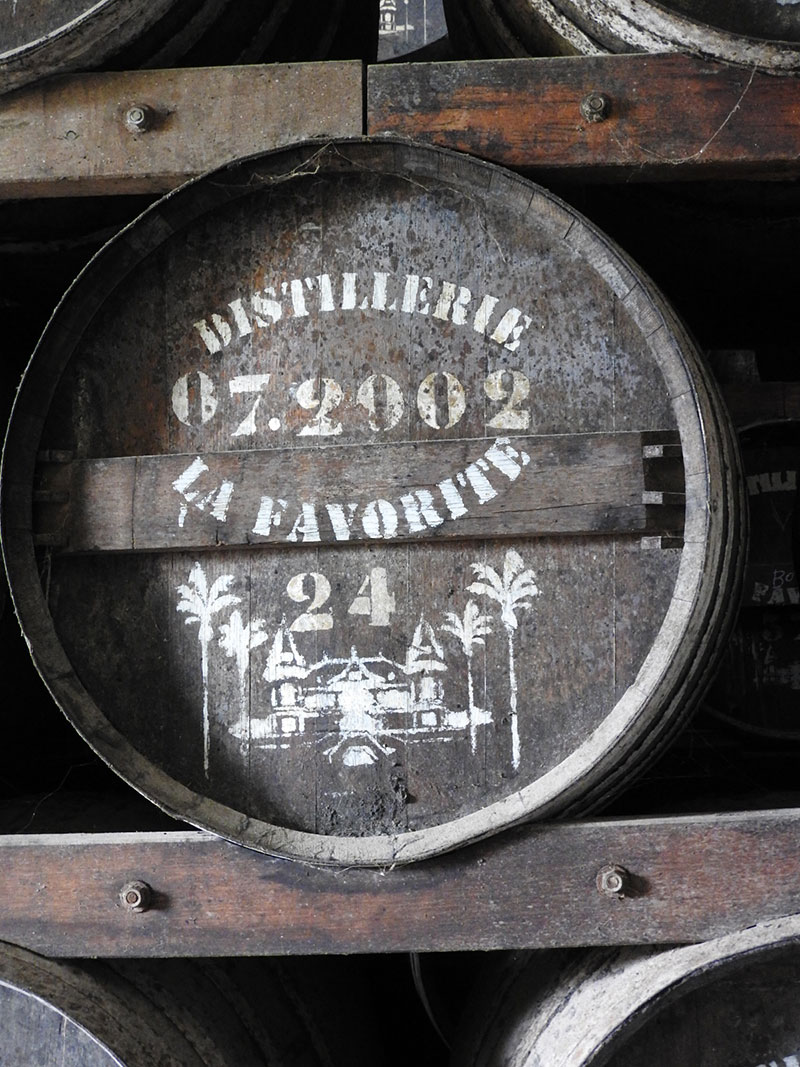 DISTILLERIE
07.2002
LA FAVORITE
24